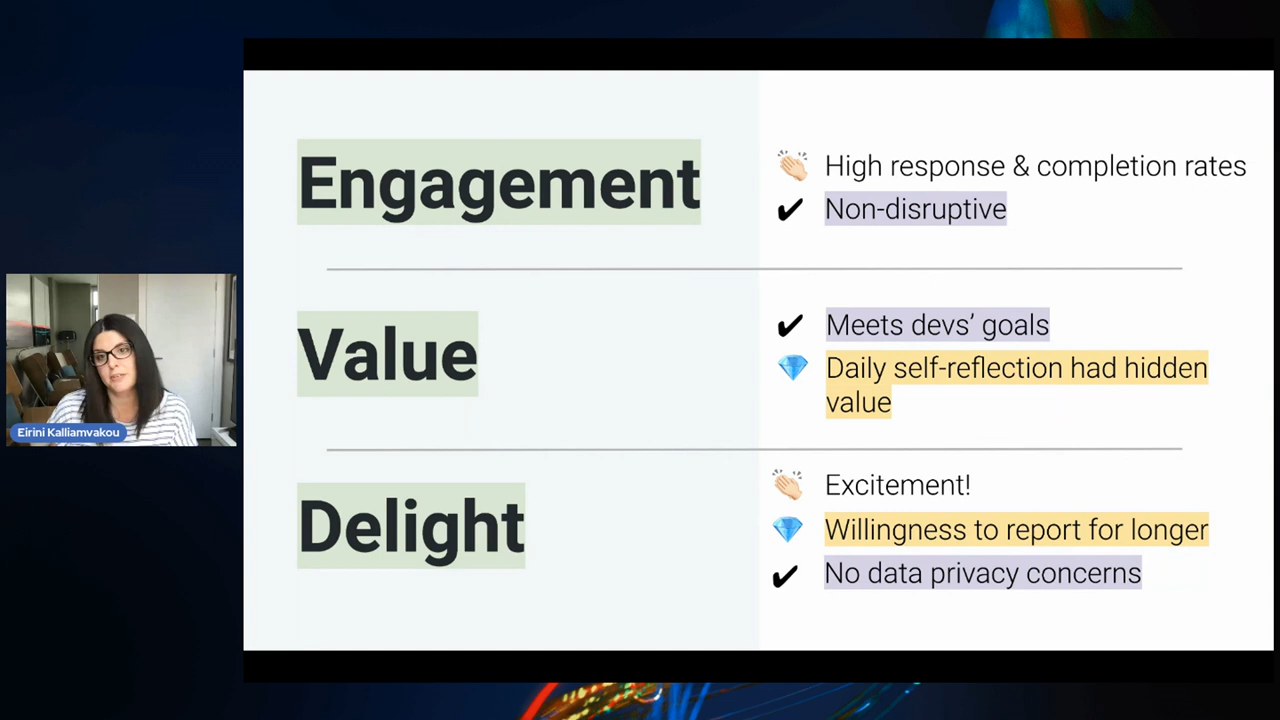 Engagement
High response & completion rates
Non-disruptive
Value
Meets devs’ goals
Daily self-reflection had hidden
value
Delight
Excitement!
Willingness to report for longer
No data privacy concerns
Eirini Kalliamvakou